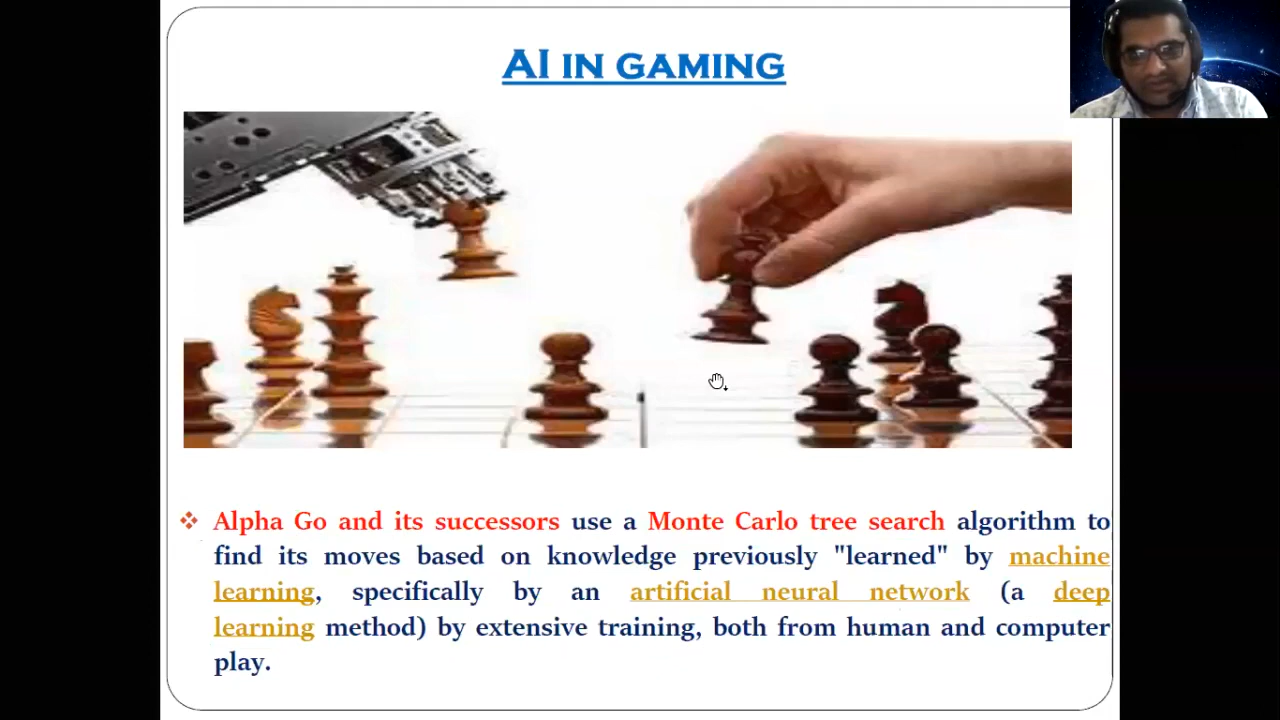 AI IN GAMING
❖ Alpha Go and its successors use a Monte Carlo tree search algorithm to
find its moves based on knowledge previously "learned" by machine
learning, specifically by an artificial neural network (a deep
learning method) by extensive training, both from human and computer
play.